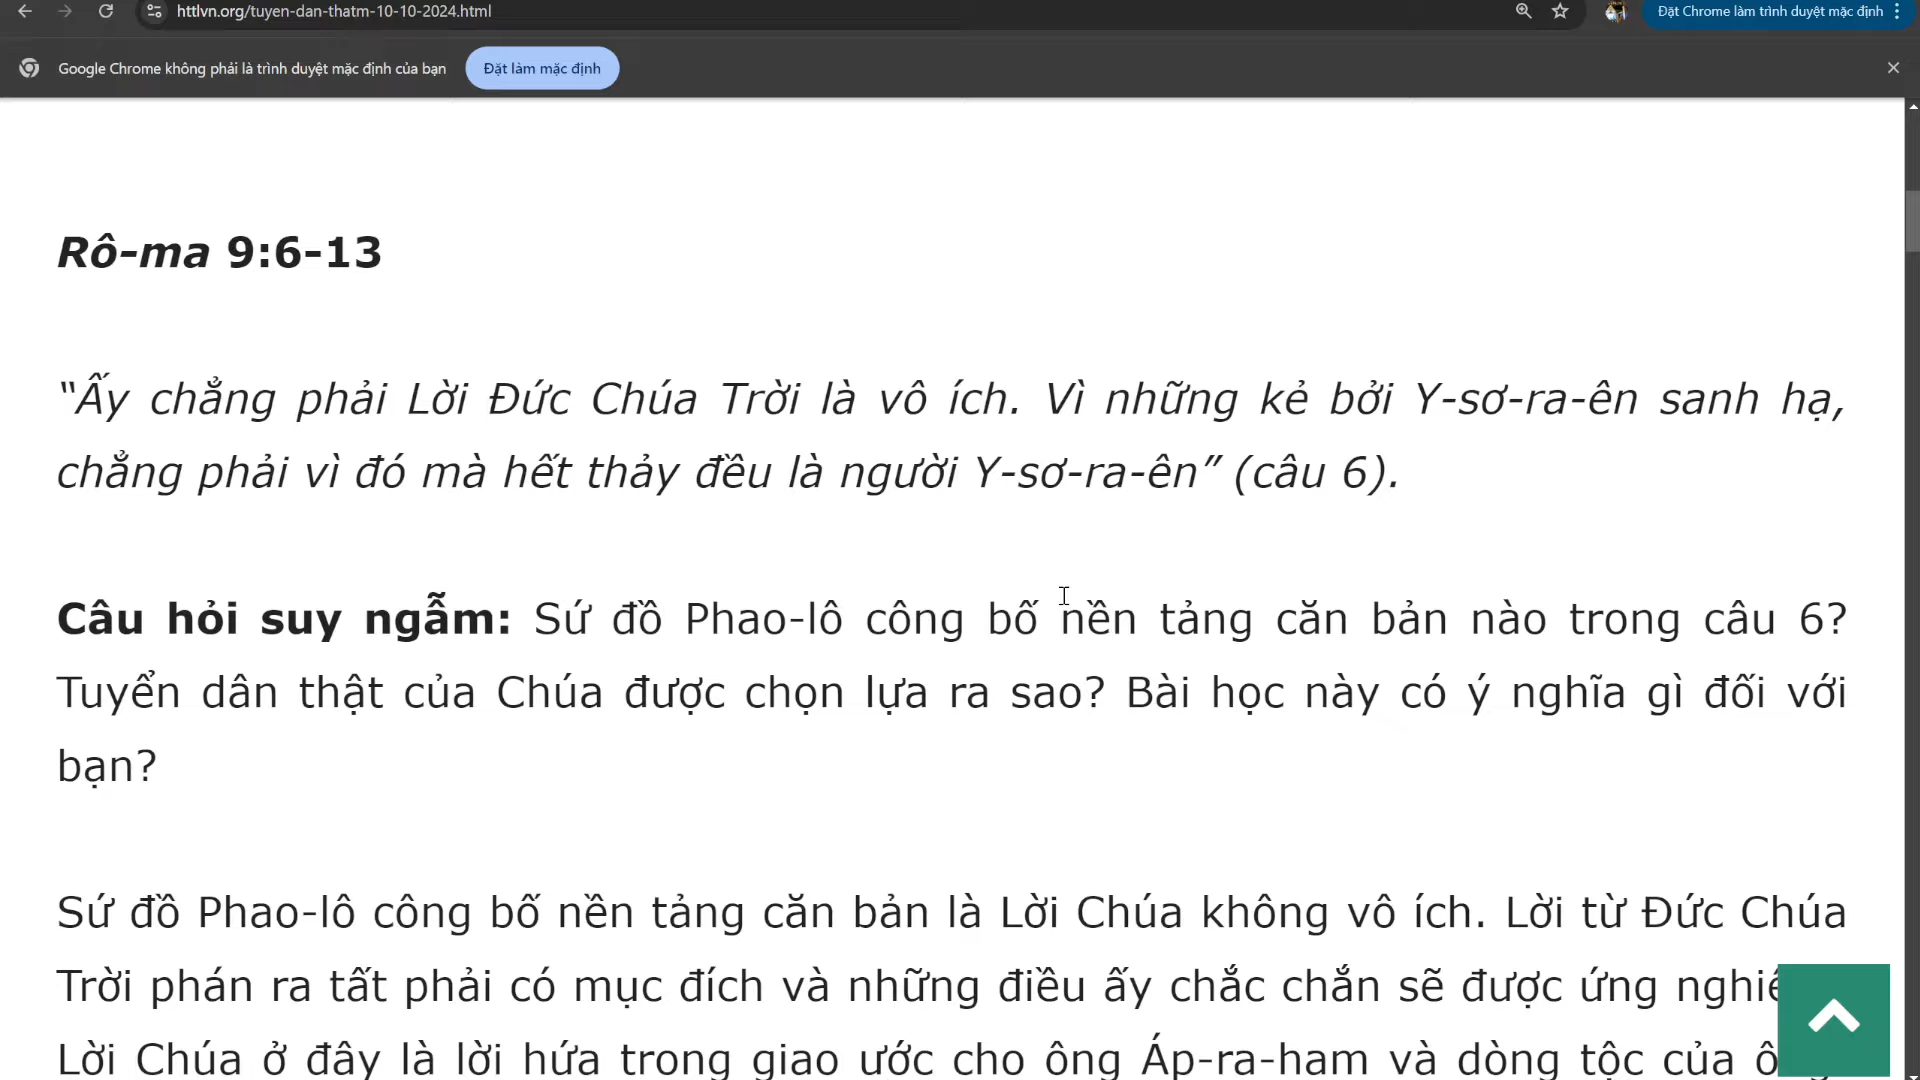 httlvn.org/tuyen-dan-thatm-10-10-2024.html
Đặt Chrome làm trình duyệt mặc định
Google Chrome không phải là trình duyệt mặc định của bạn
Đặt làm mặc định
Rô-ma 9:6-13
“Ấy chẳng phải Lời Đức Chúa Trời là vô ích. Vì những kẻ bởi Y-sơ-ra-ên sanh hạ,
chẳng phải vì đó mà hết thảy đều là người Y-sơ-ra-ên” (câu 6).
Câu hỏi suy ngẫm: Sứ đồ Phao-lô công bố nền tảng căn bản nào trong câu 6?
Tuyển dân thật của Chúa được chọn lựa ra sao? Bài học này có ý nghĩa gì đối với
bạn?
Sứ đồ Phao-lô công bố nền tảng căn bản là Lời Chúa không vô ích. Lời từ Đức Chúa
Trời phán ra tất phải có mục đích và những điều ấy chắc chắn sẽ được ứng
Lời Chúa ở đây là lời hứa trong giao ước cho ông Áp-ra-ham và dòng tộc của